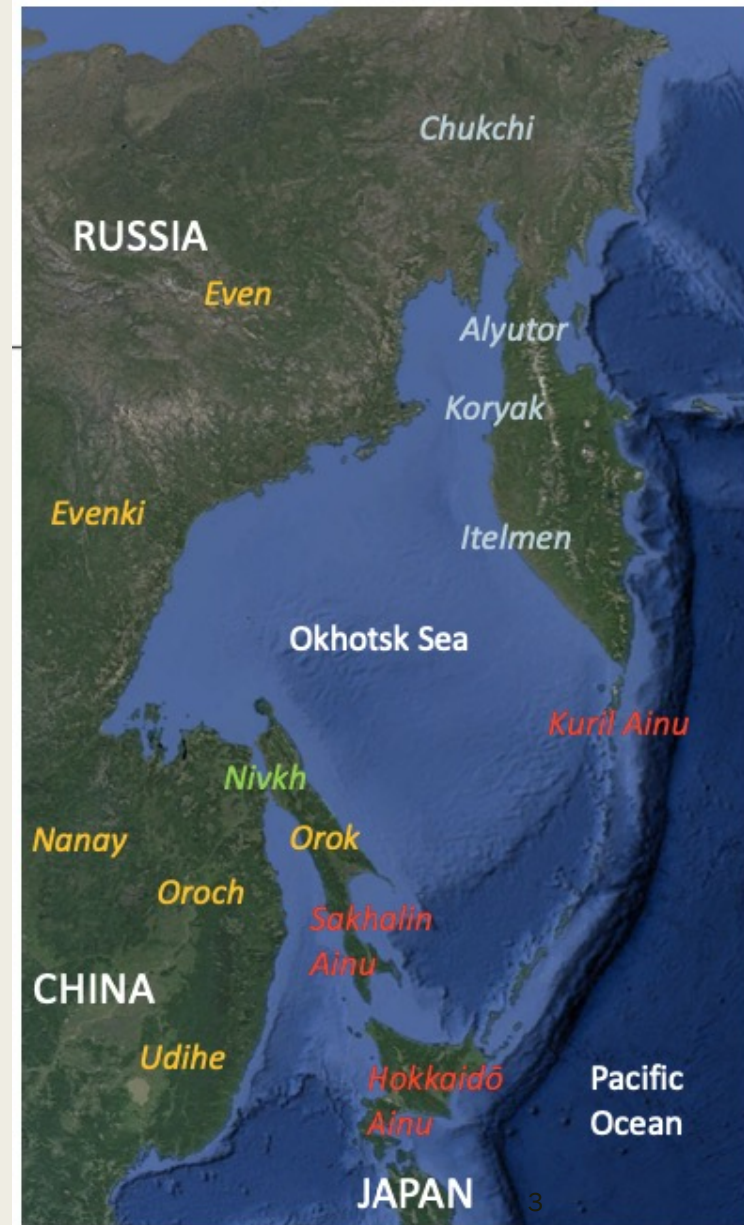 Chukchi
RUSSIA
Even
Alyutor
Koryak
Evenki
Itelmen
Okhotsk Sea
Kuril Ainu
Nivkh
Nanay
Orok
Oroch
Sakhalin
Ainu
CHINA
Udihe
Hokkaidō
Ainu
Pacific
Ocean
JAPAN
3